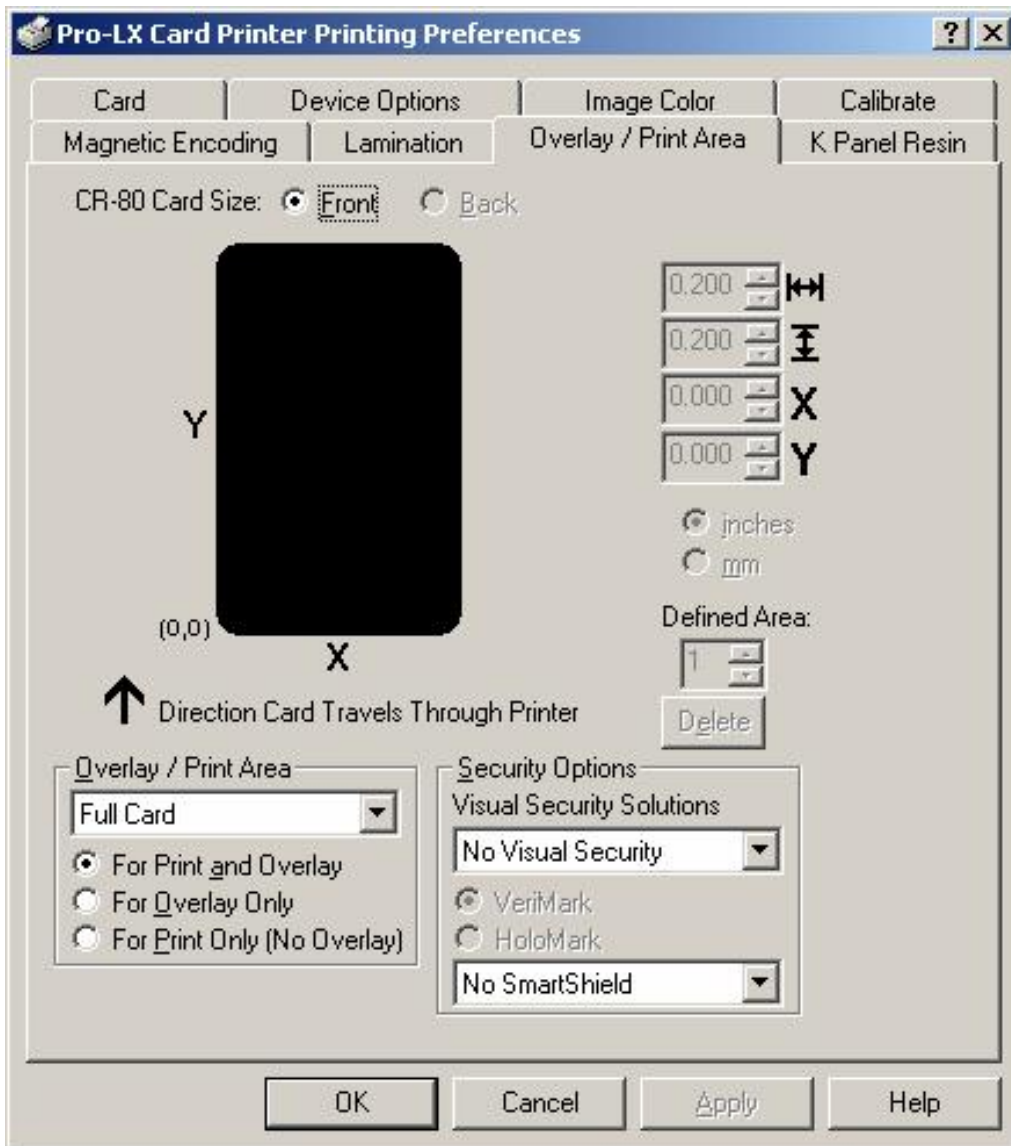 Pro-LX Card Printer Printing Preferences
Card
Device Options
Image Color
Calibrate
Magnetic Encoding
Lamination
Overlay / Print Area
K Panel Resin
CR-80 Card Size:
Front
Back
0.200
0.200
0.000 X
0.000 Y
Y
inches
mm
(0,0)
X
Defined Area:
1
Direction Card Travels Through Printer
Delete
Overlay / Print Area
Full Card
For Print and Overlay
For Overlay Only
For Print Only (No Overlay)
Security Options
Visual Security Solutions
No Visual Security
VeriMark
HoloMark
No SmartShield
OK
Cancel
Apply
Help